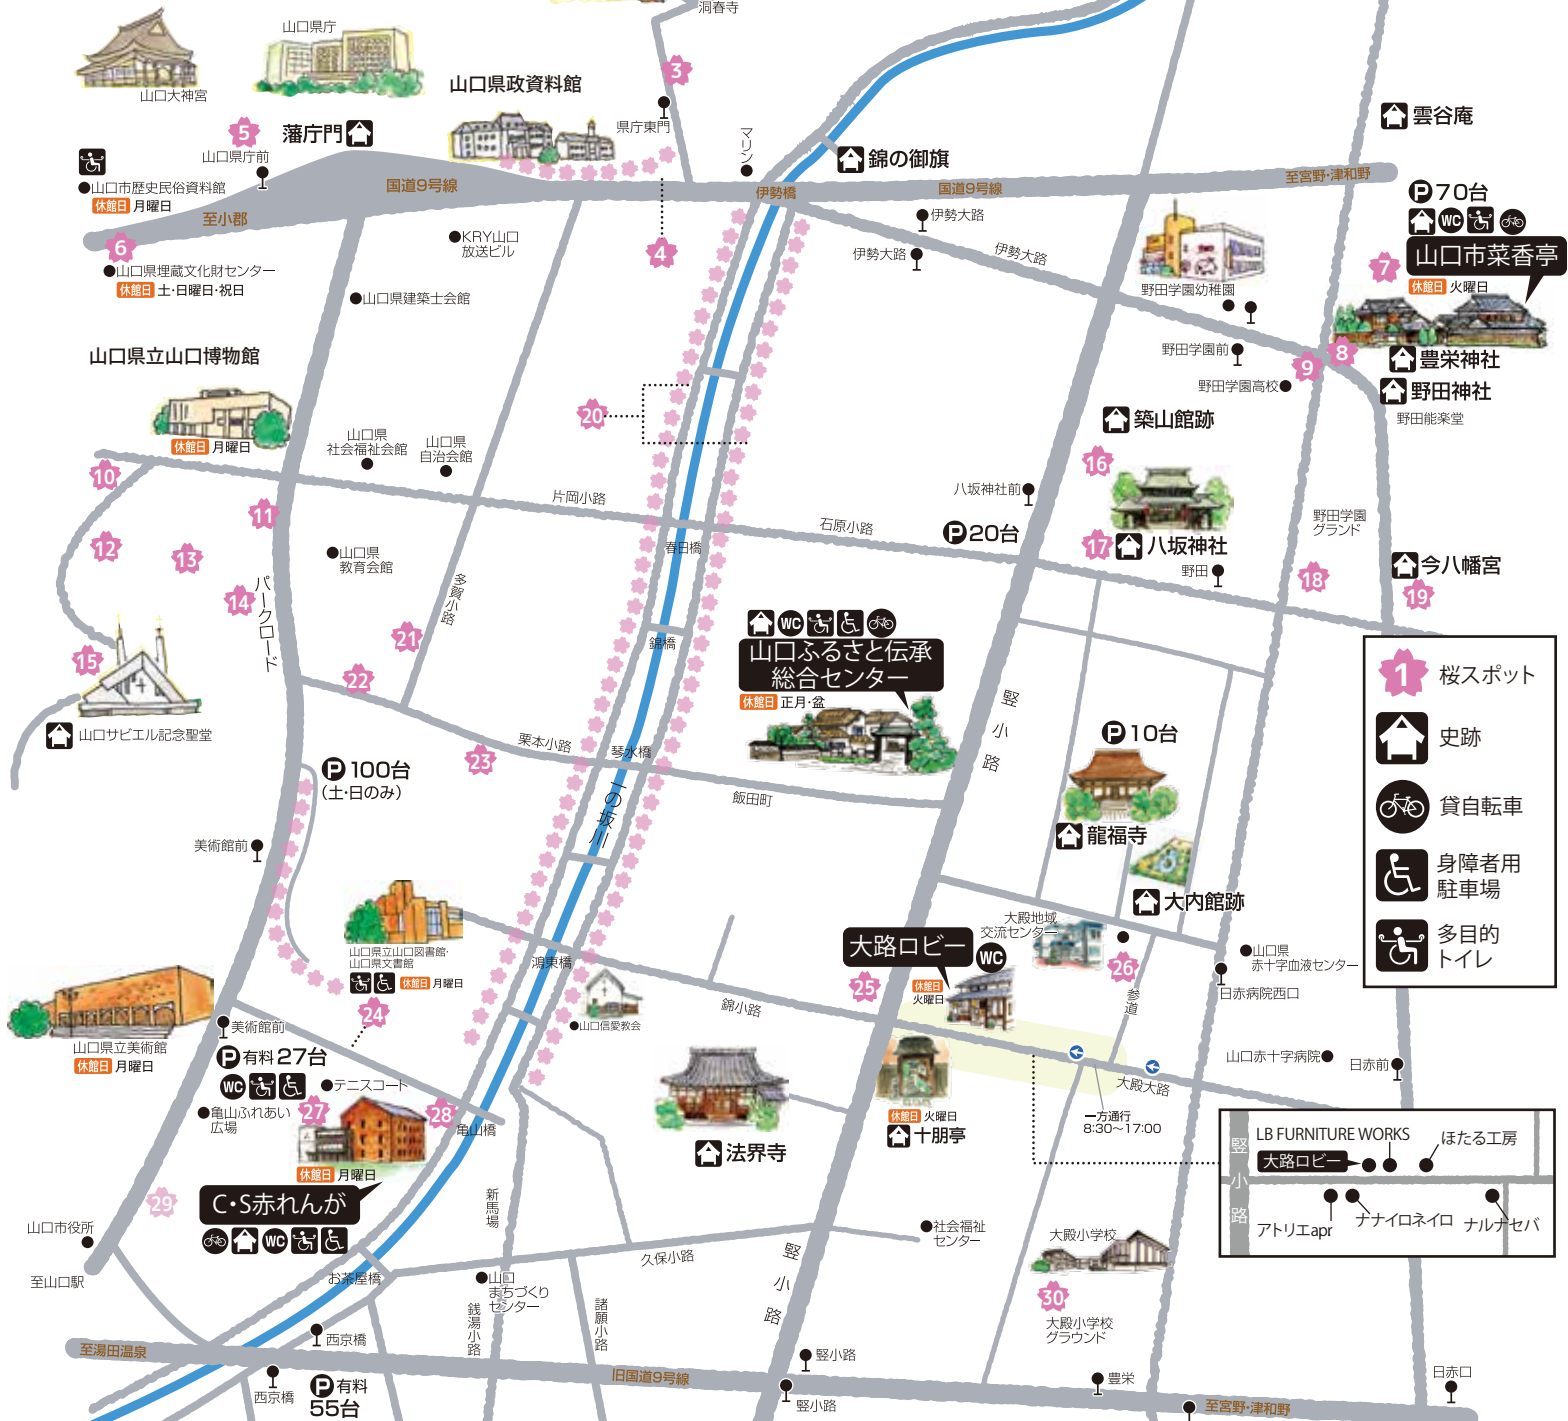 洞春寺
山口県庁
山口大神宮
山口県政資料館
3
県庁東門
マリン
5
藩庁門
山口県庁前
錦の御旗
雲谷庵
山口市歴史民俗資料館
休館日 月曜日
至小郡
国道9号線
伊勢橋
国道9号線
至宮野・津和野
P 70台
WC
山口市菜香亭
休館日 火曜日
6
山口県埋蔵文化財センター
休館日 土・日曜日・祝日
KRY山口
放送ビル
4
伊勢大路
伊勢大路
伊勢大路
7
野田学園幼稚園
山口県建築士会館
野田学園前
野田学園高校
9
8
豊栄神社
野田神社
野田能楽堂
山口県立山口博物館
休館日 月曜日
20
築山館跡
山口県
社会福祉会館
山口県
自治会館
10
11
片岡小路
春日橋
石原小路
八坂神社前
P 20台
16
17
八坂神社
野田
野田学園
グランド
18
今八幡宮
19
12
13
14
山口県
教育会館
パークロード
多賀小路
21
22
15
山口サビエル記念聖堂
錦橋
WC
山口ふるさと伝承
総合センター
休館日 正月・盆
1
桜スポット
史跡
貸自転車
身障者用
駐車場
多目的
トイレ
竪小路
P 10台
龍福寺
大内館跡
23
栗本小路
琴水橋
飯田町
一の坂川
P 100台
(土・日のみ)
美術館前
山口県立山口図書館・
山口県文書館
休館日 月曜日
鴻東橋
山口信愛教会
錦小路
大路ロビー
WC
休館日
火曜日
25
大殿地域
交流センター
26
参道
山口県
赤十字血液センター
日赤病院西口
山口赤十字病院
日赤前
24
山口県立美術館
休館日 月曜日
美術館前
P 有料 27台
WC
テニスコート
亀山ふれあい
広場
27
28
亀山橋
休館日 月曜日
C・S赤れんが
WC
29
山口市役所
至山口駅
法界寺
休館日 火曜日
十朋亭
一方通行
8:30～17:00
大殿大路
竪小路
LB FURNITURE WORKS
ほたる工房
大路ロビー
アトリエapr
ナナイロネイロ
ナルナセバ
新馬場
久保小路
お茶屋橋
山口
まちづくり
センター
銭湯小路
諸願小路
竪小路
社会福祉
センター
大殿小学校
30
大殿小学校
グラウンド
至湯田温泉
西京橋
西京橋
P 有料
55台
旧国道9号線
竪小路
竪小路
豊栄
至宮野・津和野
日赤口